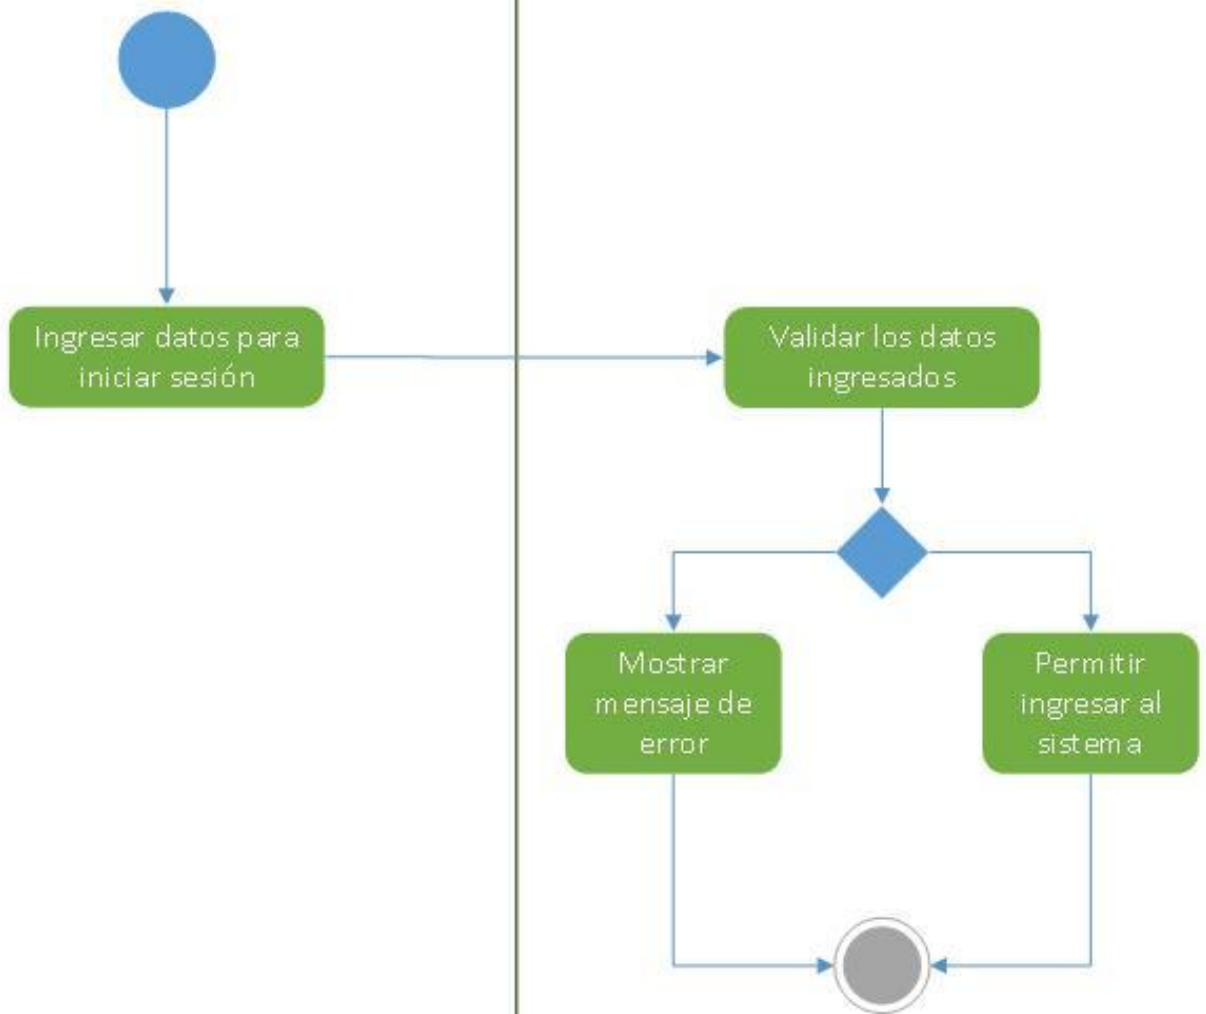 Ingresar datos para
iniciar sesión
Validar los datos
ingresados
Mostrar
mensaje de
error
Permitir
ingresar al
sistema